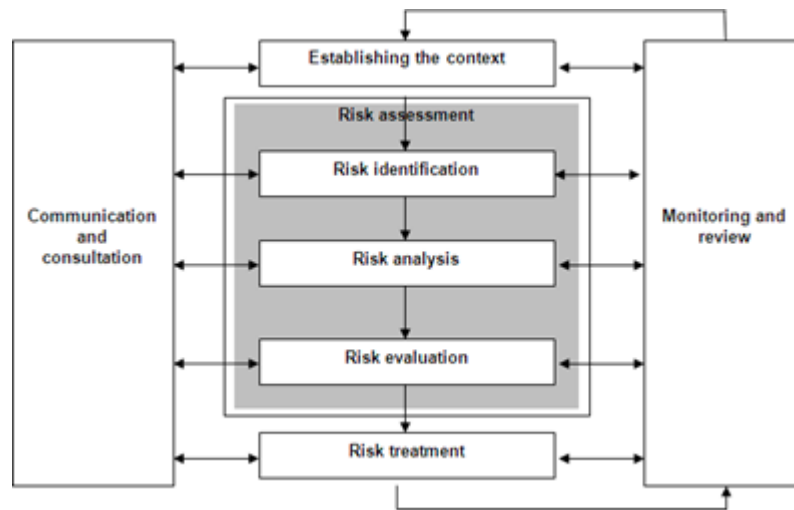 Establishing the context
Risk assessment
Risk identification
Communication
and
consultation
Monitoring and
review
Risk analysis
Risk evaluation
Risk treatment